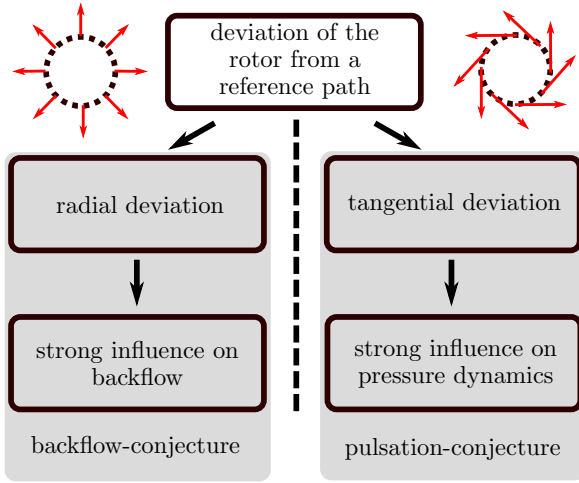 deviation of the
rotor from a
reference path
radial deviation
strong influence on
backflow
backflow-conjecture
tangential deviation
strong influence on
pressure dynamics
pulsation-conjecture